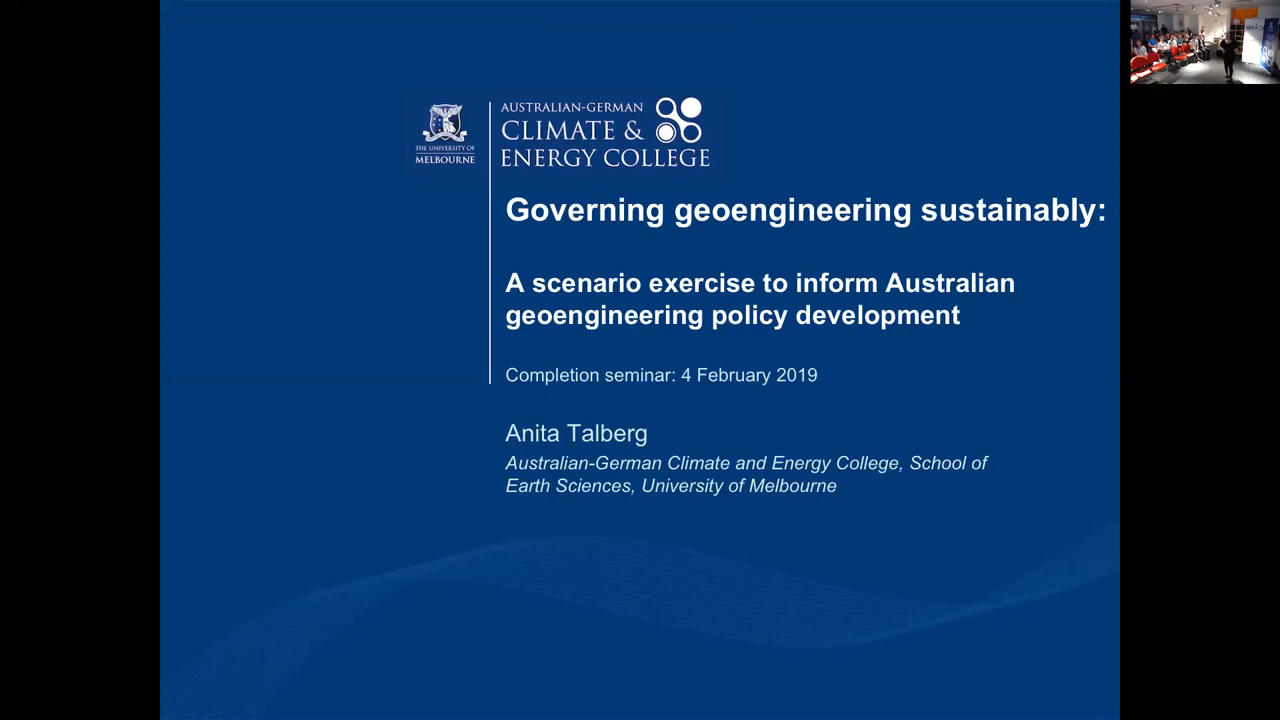 THE UNIVERSITY OF
MELBOURNE
AUSTRALIAN-GERMAN
CLIMATE &
ENERGY COLLEGE
Governing geoengineering sustainably:
A scenario exercise to inform Australian
geoengineering policy development
Completion seminar: 4 February 2019
Anita Talberg
Australian-German Climate and Energy College, School of
Earth Sciences, University of Melbourne